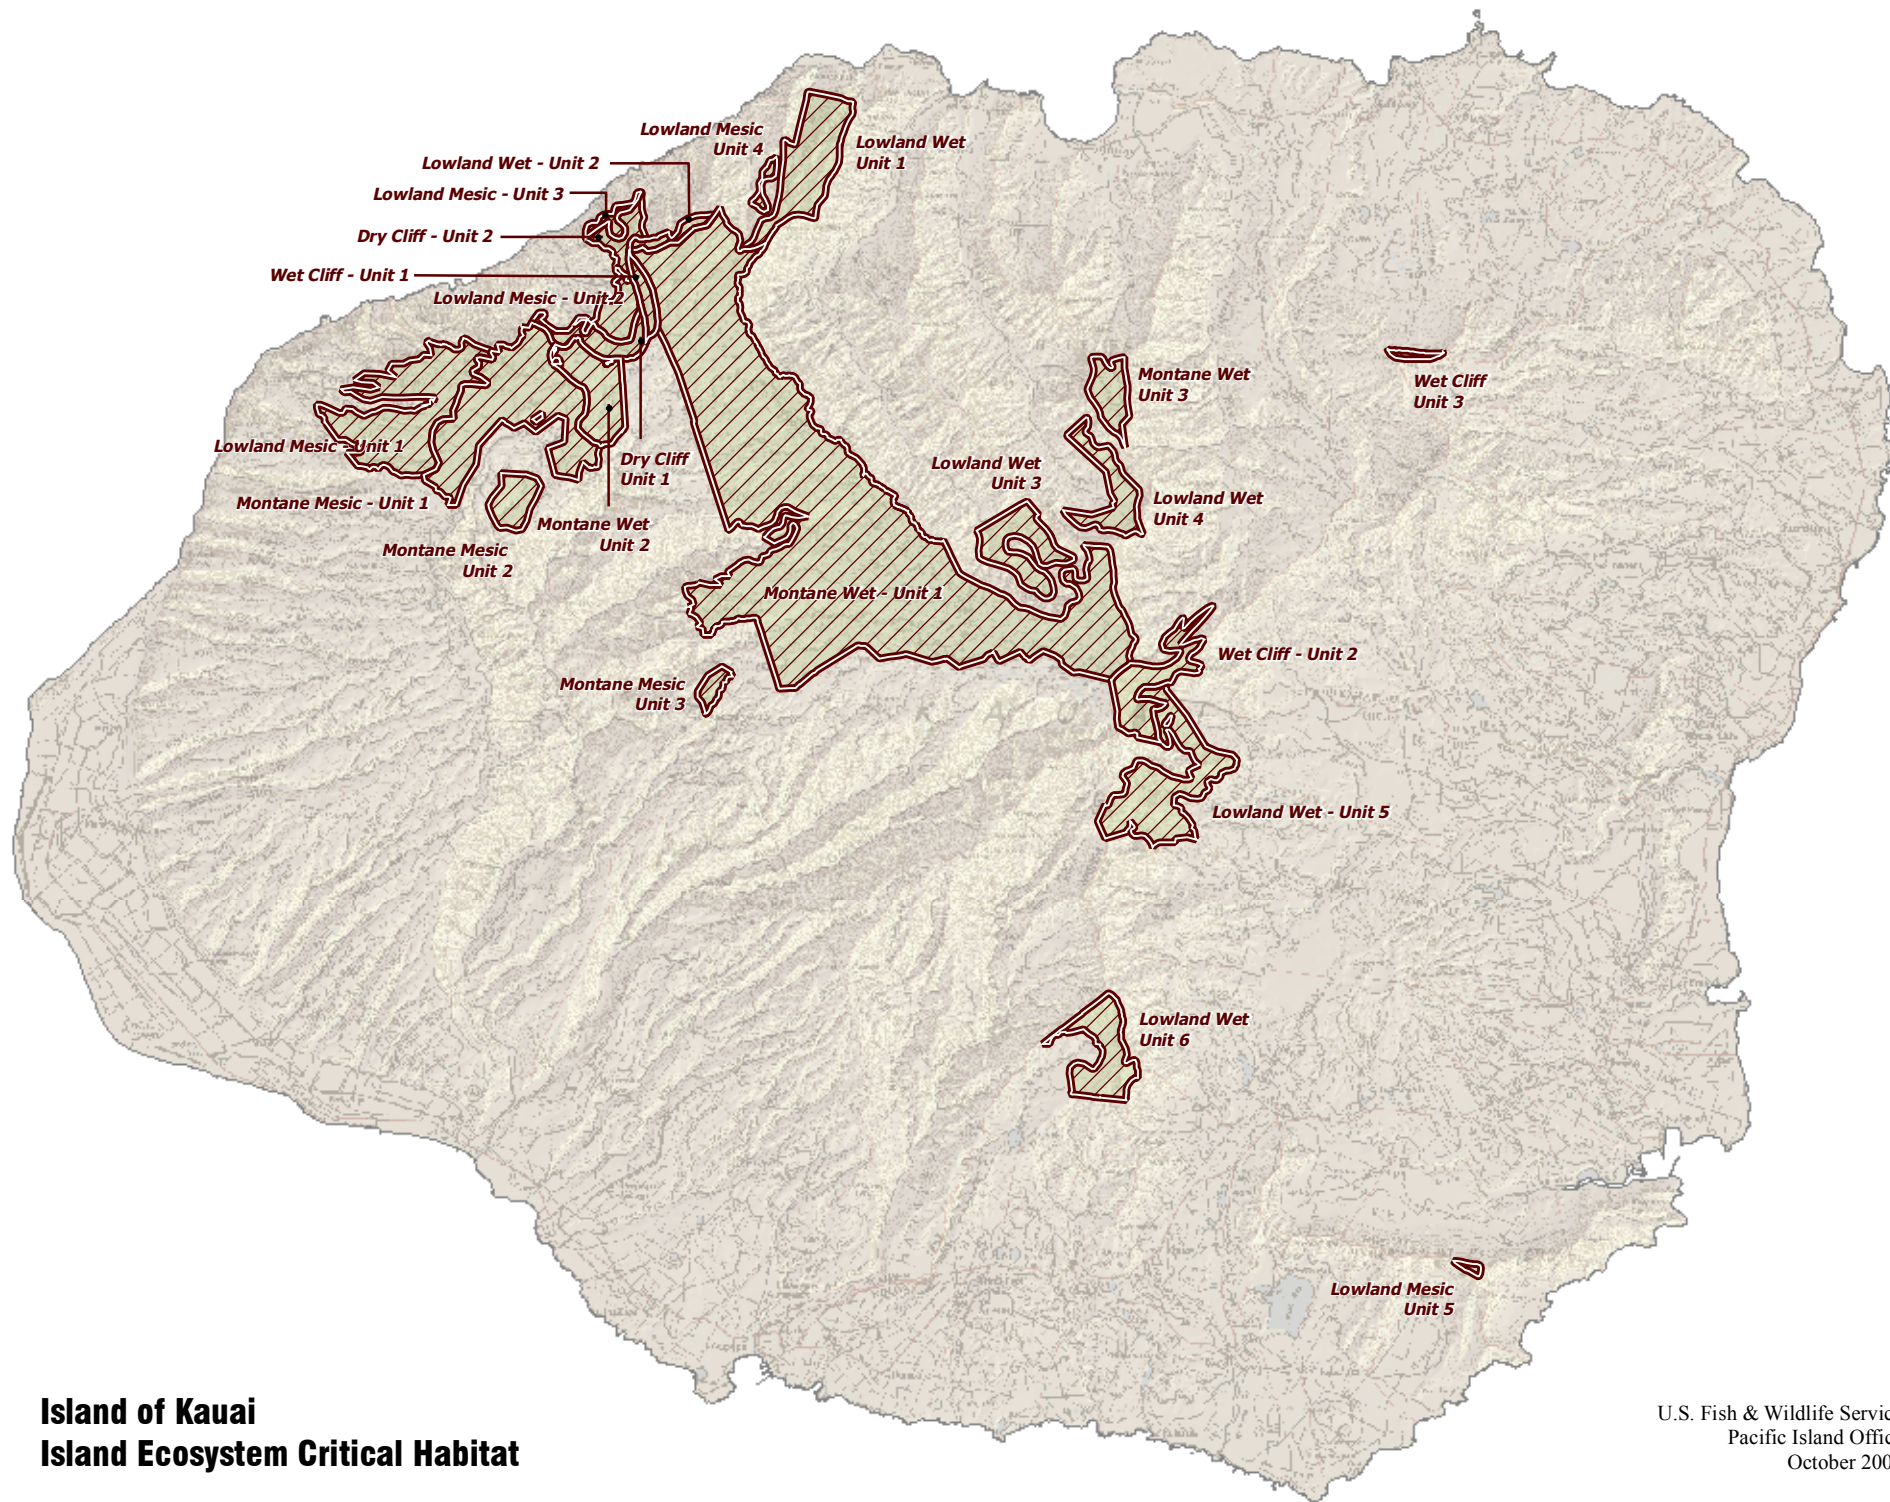 Lowland Mesic
Unit 4
Lowland Wet
Unit 1
Lowland Wet - Unit 2
Lowland Mesic - Unit 3
Dry Cliff - Unit 2
Wet Cliff - Unit 1
Lowland Mesic - Unit 2
Montane Wet
Unit 3
Wet Cliff
Unit 3
Lowland Mesic - Unit 1
Dry Cliff
Unit 1
Lowland Wet
Unit 3
Lowland Wet
Unit 4
Montane Mesic - Unit 1
Montane Wet
Unit 2
Montane Mesic
Unit 2
Montane Wet - Unit 1
Wet Cliff - Unit 2
Montane Mesic
Unit 3
Lowland Wet - Unit 5
Lowland Wet
Unit 6
Lowland Mesic
Unit 5
Island of Kauai
Island Ecosystem Critical Habitat
U.S. Fish & Wildlife Servic
Pacific Island Offic
October 200